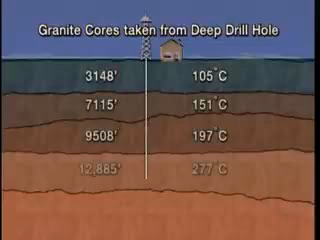 Granite Cores taken from Deep Drill Hole
3148' 105°C
7115' 151°C
9508' 197°C
12,885' 277°C